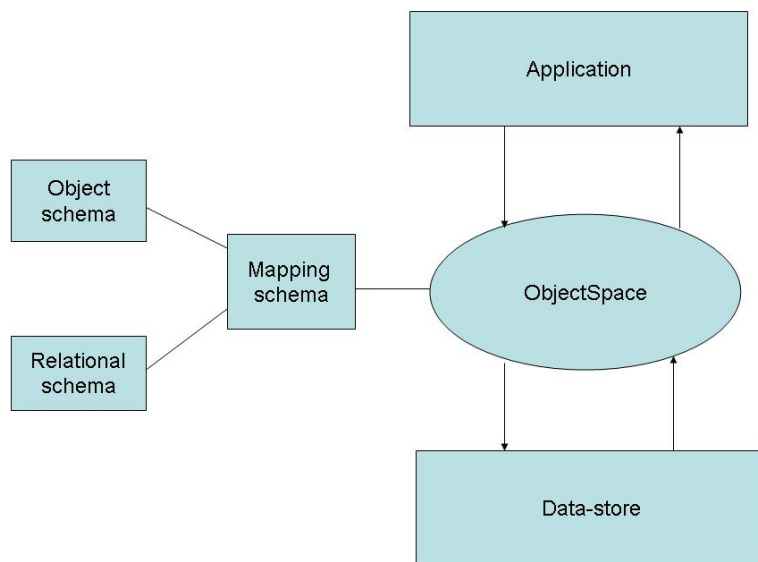 Application
Object
schema
Mapping
schema
ObjectSpace
Relational
schema
Data-store